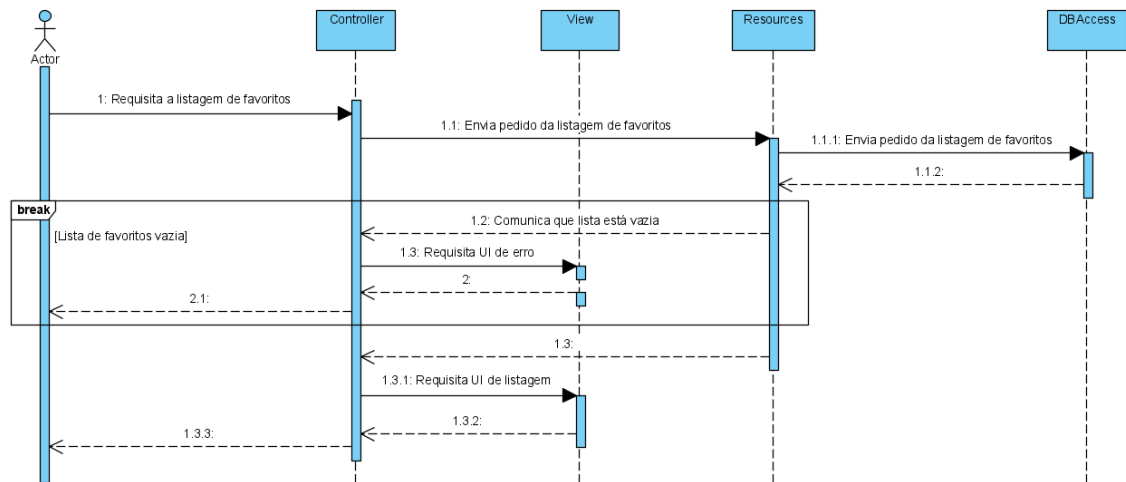 Controller
View
Resources
DBAccess
Actor
1: Requisita a listagem de favoritos
1.1: Envia pedido da listagem de favoritos
1.1.1: Envia pedido da listagem de favoritos
1.1.2:
break
1.2: Comunica que lista está vazia
[Lista de favoritos vazia]
1.3: Requisita UI de erro
2:
2.1:
1.3:
1.3.1: Requisita UI de listagem
1.3.2:
1.3.3: